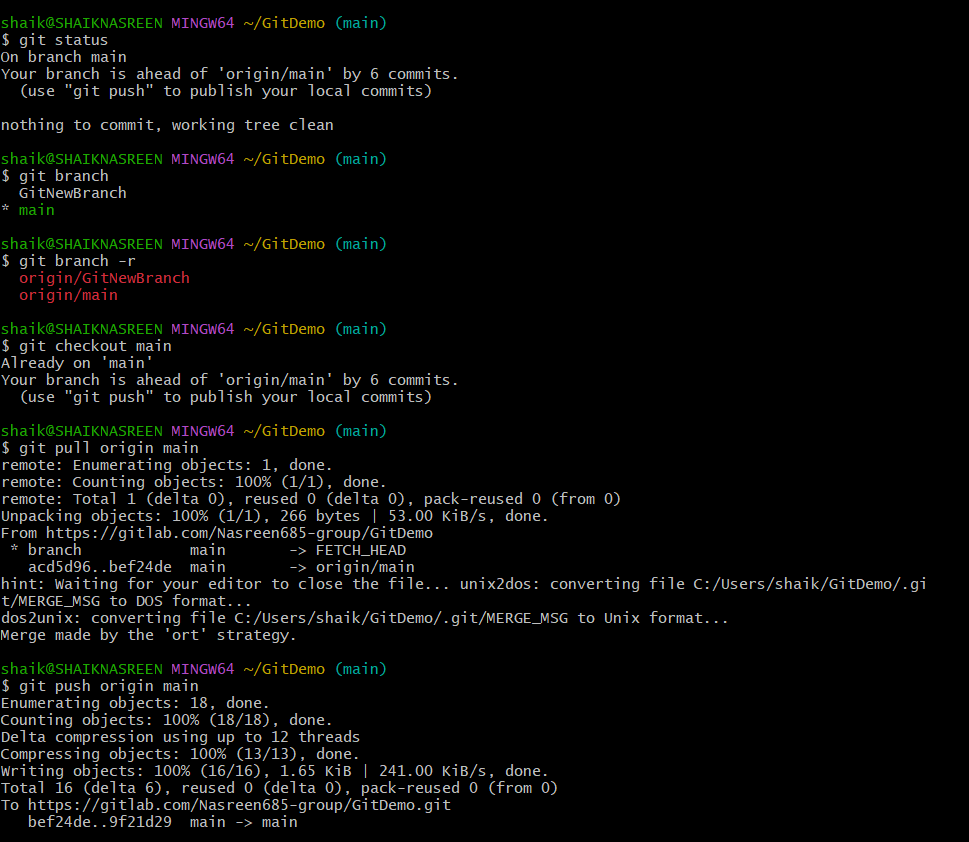 shaik@SHAIKNASREEN MINGW64 ~/GitDemo (main)
$ git status
On branch main
Your branch is ahead of 'origin/main' by 6 commits.
  (use "git push" to publish your local commits)

nothing to commit, working tree clean

shaik@SHAIKNASREEN MINGW64 ~/GitDemo (main)
$ git branch
  GitNewBranch
* main

shaik@SHAIKNASREEN MINGW64 ~/GitDemo (main)
$ git branch -r
  origin/GitNewBranch
  origin/main

shaik@SHAIKNASREEN MINGW64 ~/GitDemo (main)
$ git checkout main
Already on 'main'
Your branch is ahead of 'origin/main' by 6 commits.
  (use "git push" to publish your local commits)

shaik@SHAIKNASREEN MINGW64 ~/GitDemo (main)
$ git pull origin main
remote: Enumerating objects: 1, done.
remote: Counting objects: 100% (1/1), done.
remote: Total 1 (delta 0), reused 0 (delta 0), pack-reused 0 (from 0)
Unpacking objects: 100% (1/1), 266 bytes | 53.00 KiB/s, done.
From https://gitlab.com/Nasreen685-group/GitDemo
 * branch            main       -> FETCH_HEAD
   acd5d96..bef24de  main       -> origin/main
hint: Waiting for your editor to close the file... unix2dos: converting file C:/Users/shaik/GitDemo/.gi
t/MERGE_MSG to DOS format...
dos2unix: converting file C:/Users/shaik/GitDemo/.git/MERGE_MSG to Unix format...
Merge made by the 'ort' strategy.

shaik@SHAIKNASREEN MINGW64 ~/GitDemo (main)
$ git push origin main
Enumerating objects: 18, done.
Counting objects: 100% (18/18), done.
Delta compression using up to 12 threads
Compressing objects: 100% (13/13), done.
Writing objects: 100% (16/16), 1.65 KiB | 241.00 KiB/s, done.
Total 16 (delta 6), reused 0 (delta 0), pack-reused 0 (from 0)
To https://gitlab.com/Nasreen685-group/GitDemo.git
   bef24de..9f21d29  main -> main